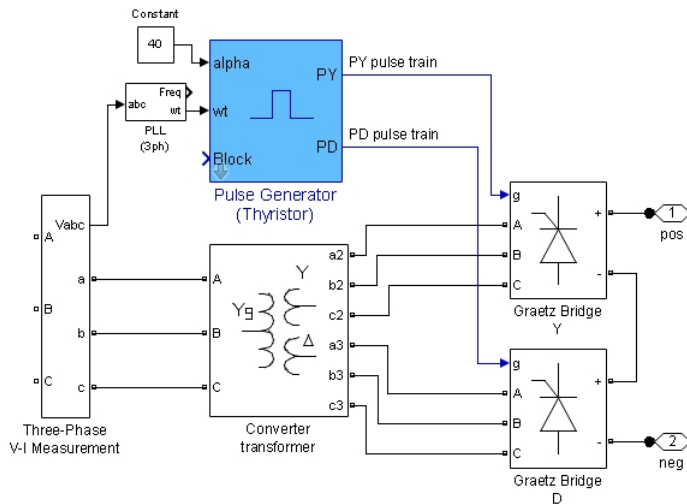 Constant
40
alpha
wt
Block
PY
PD
Pulse Generator
(Thyristor)
PY pulse train
PD pulse train
abc
Freq
wt
PLL
(3ph)
Vabc
A
B
C
a
b
c
Three-Phase
V-I Measurement
A
B
C
Yg
Y
Δ
a2
b2
c2
a3
b3
c3
Converter
transformer
g
A
B
C
+
-
Graetz Bridge
Y
1
pos
g
A
B
C
+
-
Graetz Bridge
D
2
neg